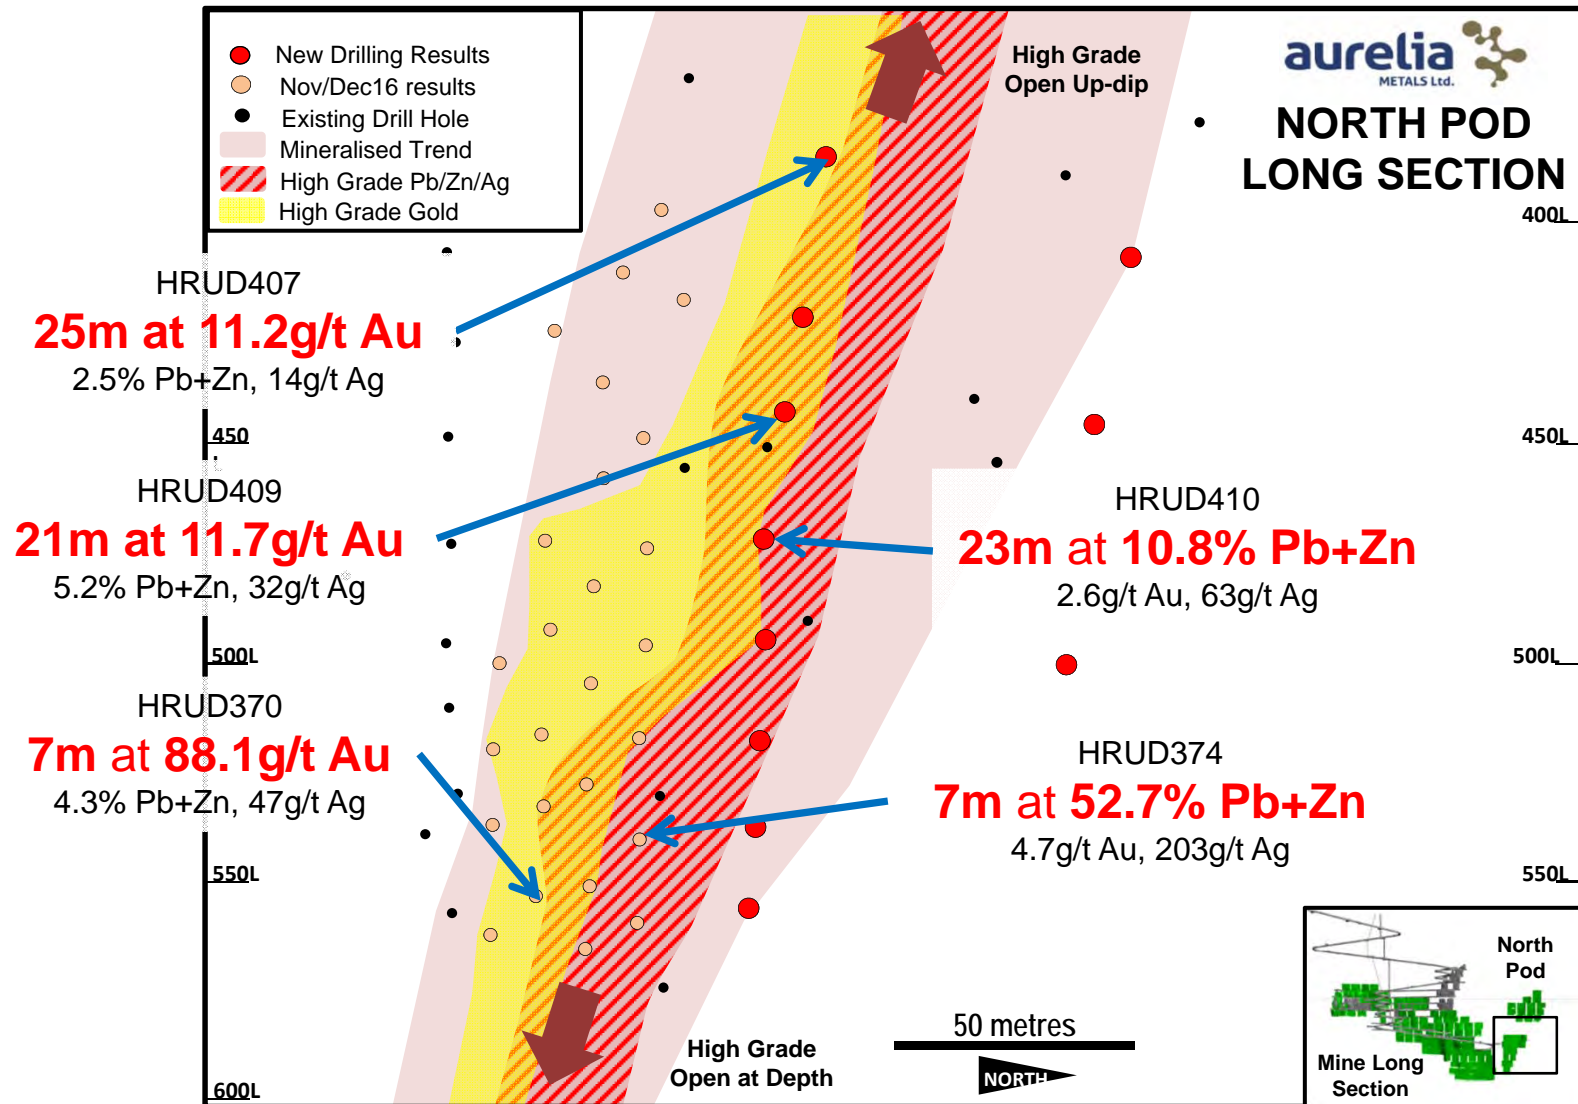 New Drilling Results
Nov/Dec16 results
Existing Drill Hole
Mineralised Trend
High Grade Pb/Zn/Ag
High Grade Gold
High Grade
Open Up-dip
aurelia
METALS Ltd.
NORTH POD
LONG SECTION
400L
HRUD407
25m at 11.2g/t Au
2.5% Pb+Zn, 14g/t Ag
450
450L
HRUD409
21m at 11.7g/t Au
5.2% Pb+Zn, 32g/t Ag
HRUD410
23m at 10.8% Pb+Zn
2.6g/t Au, 63g/t Ag
500L
500L
HRUD370
7m at 88.1g/t Au
4.3% Pb+Zn, 47g/t Ag
HRUD374
7m at 52.7% Pb+Zn
4.7g/t Au, 203g/t Ag
550L
550L
High Grade
Open at Depth
50 metres
NORTH
North
Pod
Mine Long
Section
600L